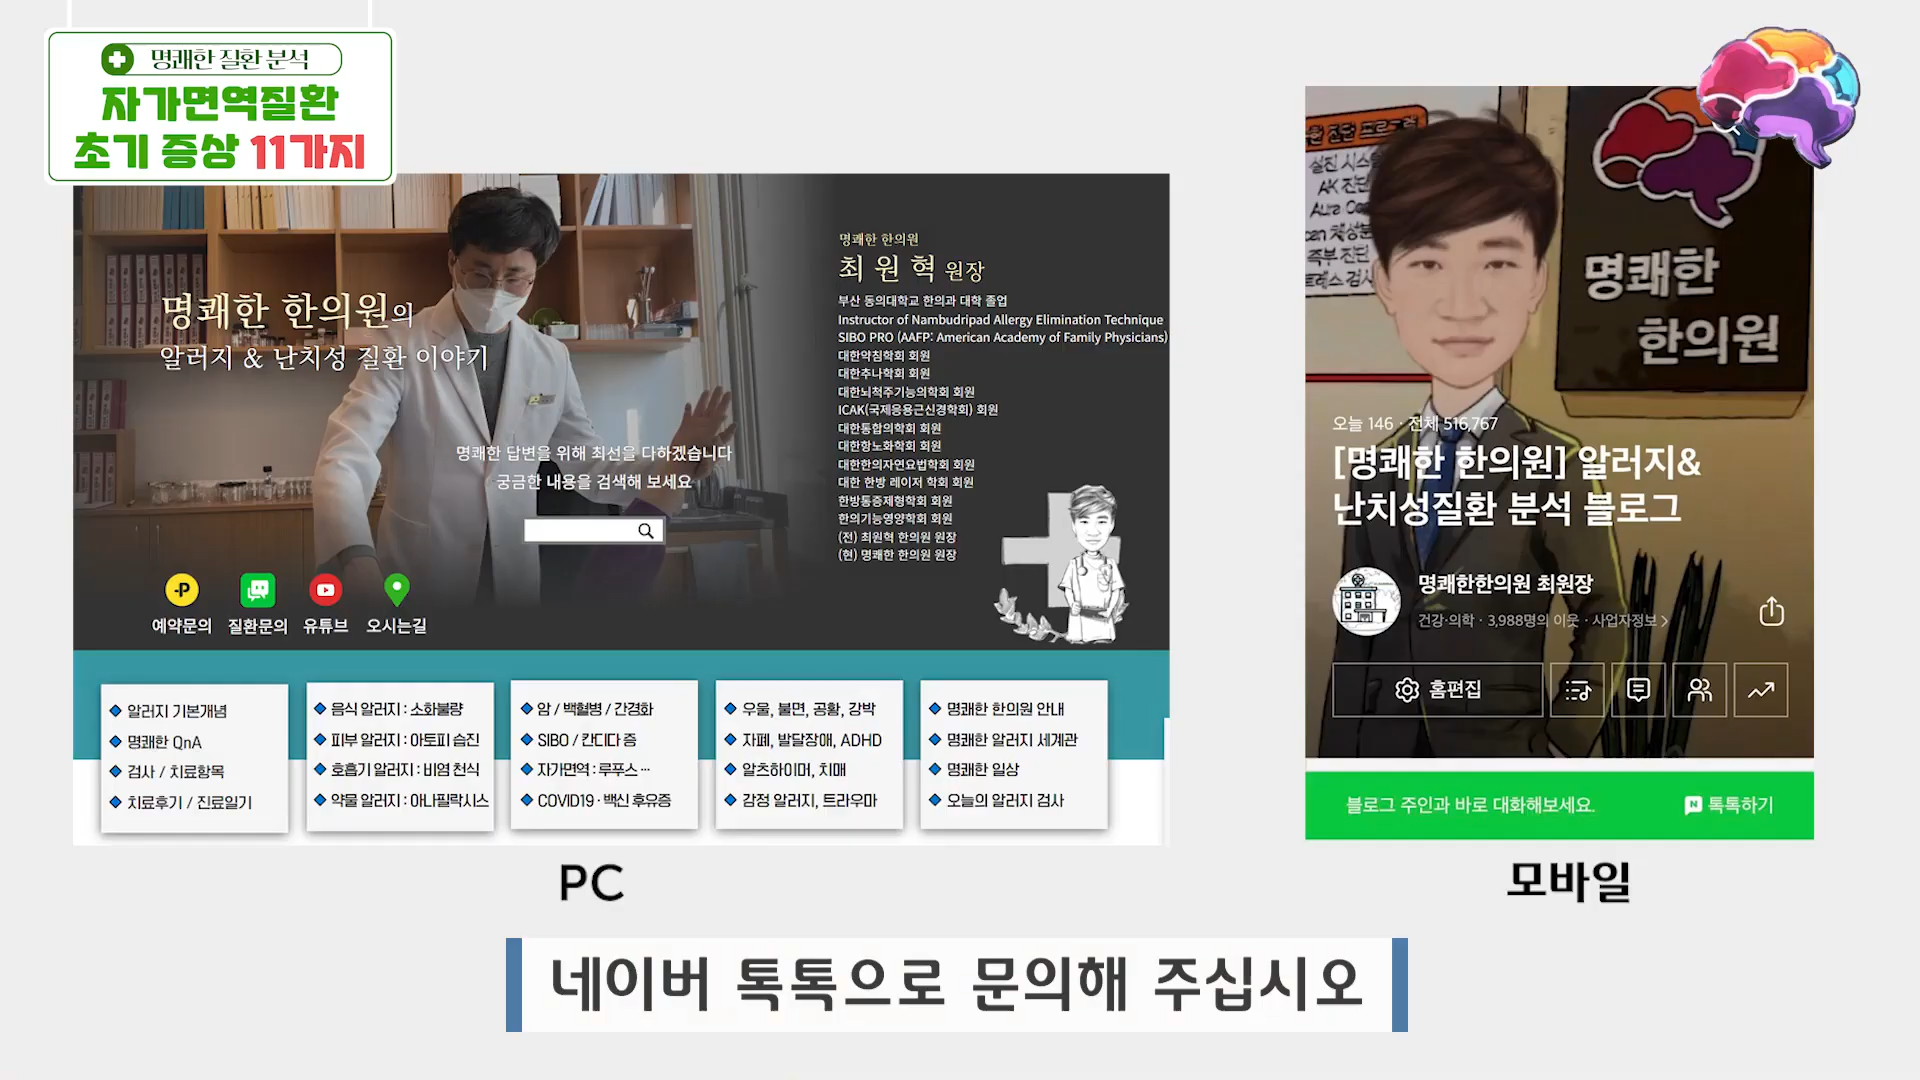 명쾌한 질환 분석
자가면역질환
초기 증상 11가지
명쾌한 한의원의
알러지 & 난치성 질환 이야기
명쾌한 답변을 위해 최선을 다하겠습니다
궁금한 내용을 검색해 보세요
예약문의
질환문의
유튜브
오시는길
명쾌한 한의원
최원혁 원장
부산 동의대학교 한의과 대학 졸업
Instructor of Nambudripad Allergy Elimination Technique
SIBO PRO (AAFP: American Academy of Family Physicians)
대한약침학회 회원
대한추나학회 회원
대한뇌척주기능의학회 회원
ICAK(국제응용근신경학회) 회원
대한통합의학회 회원
대한항노화학회 회원
대한한의자연요법학회 회원
대한 한방 레이저 학회 회원
한방통증제형학회 회원
한의기능영양학회 회원
(전) 최원혁 한의원 원장
(현) 명쾌한 한의원 원장
알러지 기본개념
명쾌한 QnA
검사 / 치료항목
치료후기 / 진료일기
음식 알러지 : 소화불량
피부 알러지 : 아토피 습진
호흡기 알러지 : 비염 천식
약물 알러지 : 아나필락시스
암 / 백혈병 / 간경화
SIBO / 칸디다 증
자가면역 : 루푸스 ···
COVID19 · 백신 후유증
우울, 불면, 공황, 강박
자폐, 발달장애, ADHD
알츠하이머, 치매
감정 알러지, 트라우마
명쾌한 한의원 안내
명쾌한 알러지 세계관
명쾌한 일상
오늘의 알러지 검사
PC
진단 프로그램
AK 진단
족부 진단
명쾌한
한의원
오늘 146 · 전체 516,767
[명쾌한 한의원] 알러지&
난치성질환 분석 블로그
명쾌한한의원 최원장
건강·의학 · 3,988명의 이웃 · 사업자정보 >
홈편집
블로그 주인과 바로 대화해보세요.
톡톡하기
모바일
네이버 톡톡으로 문의해 주십시오